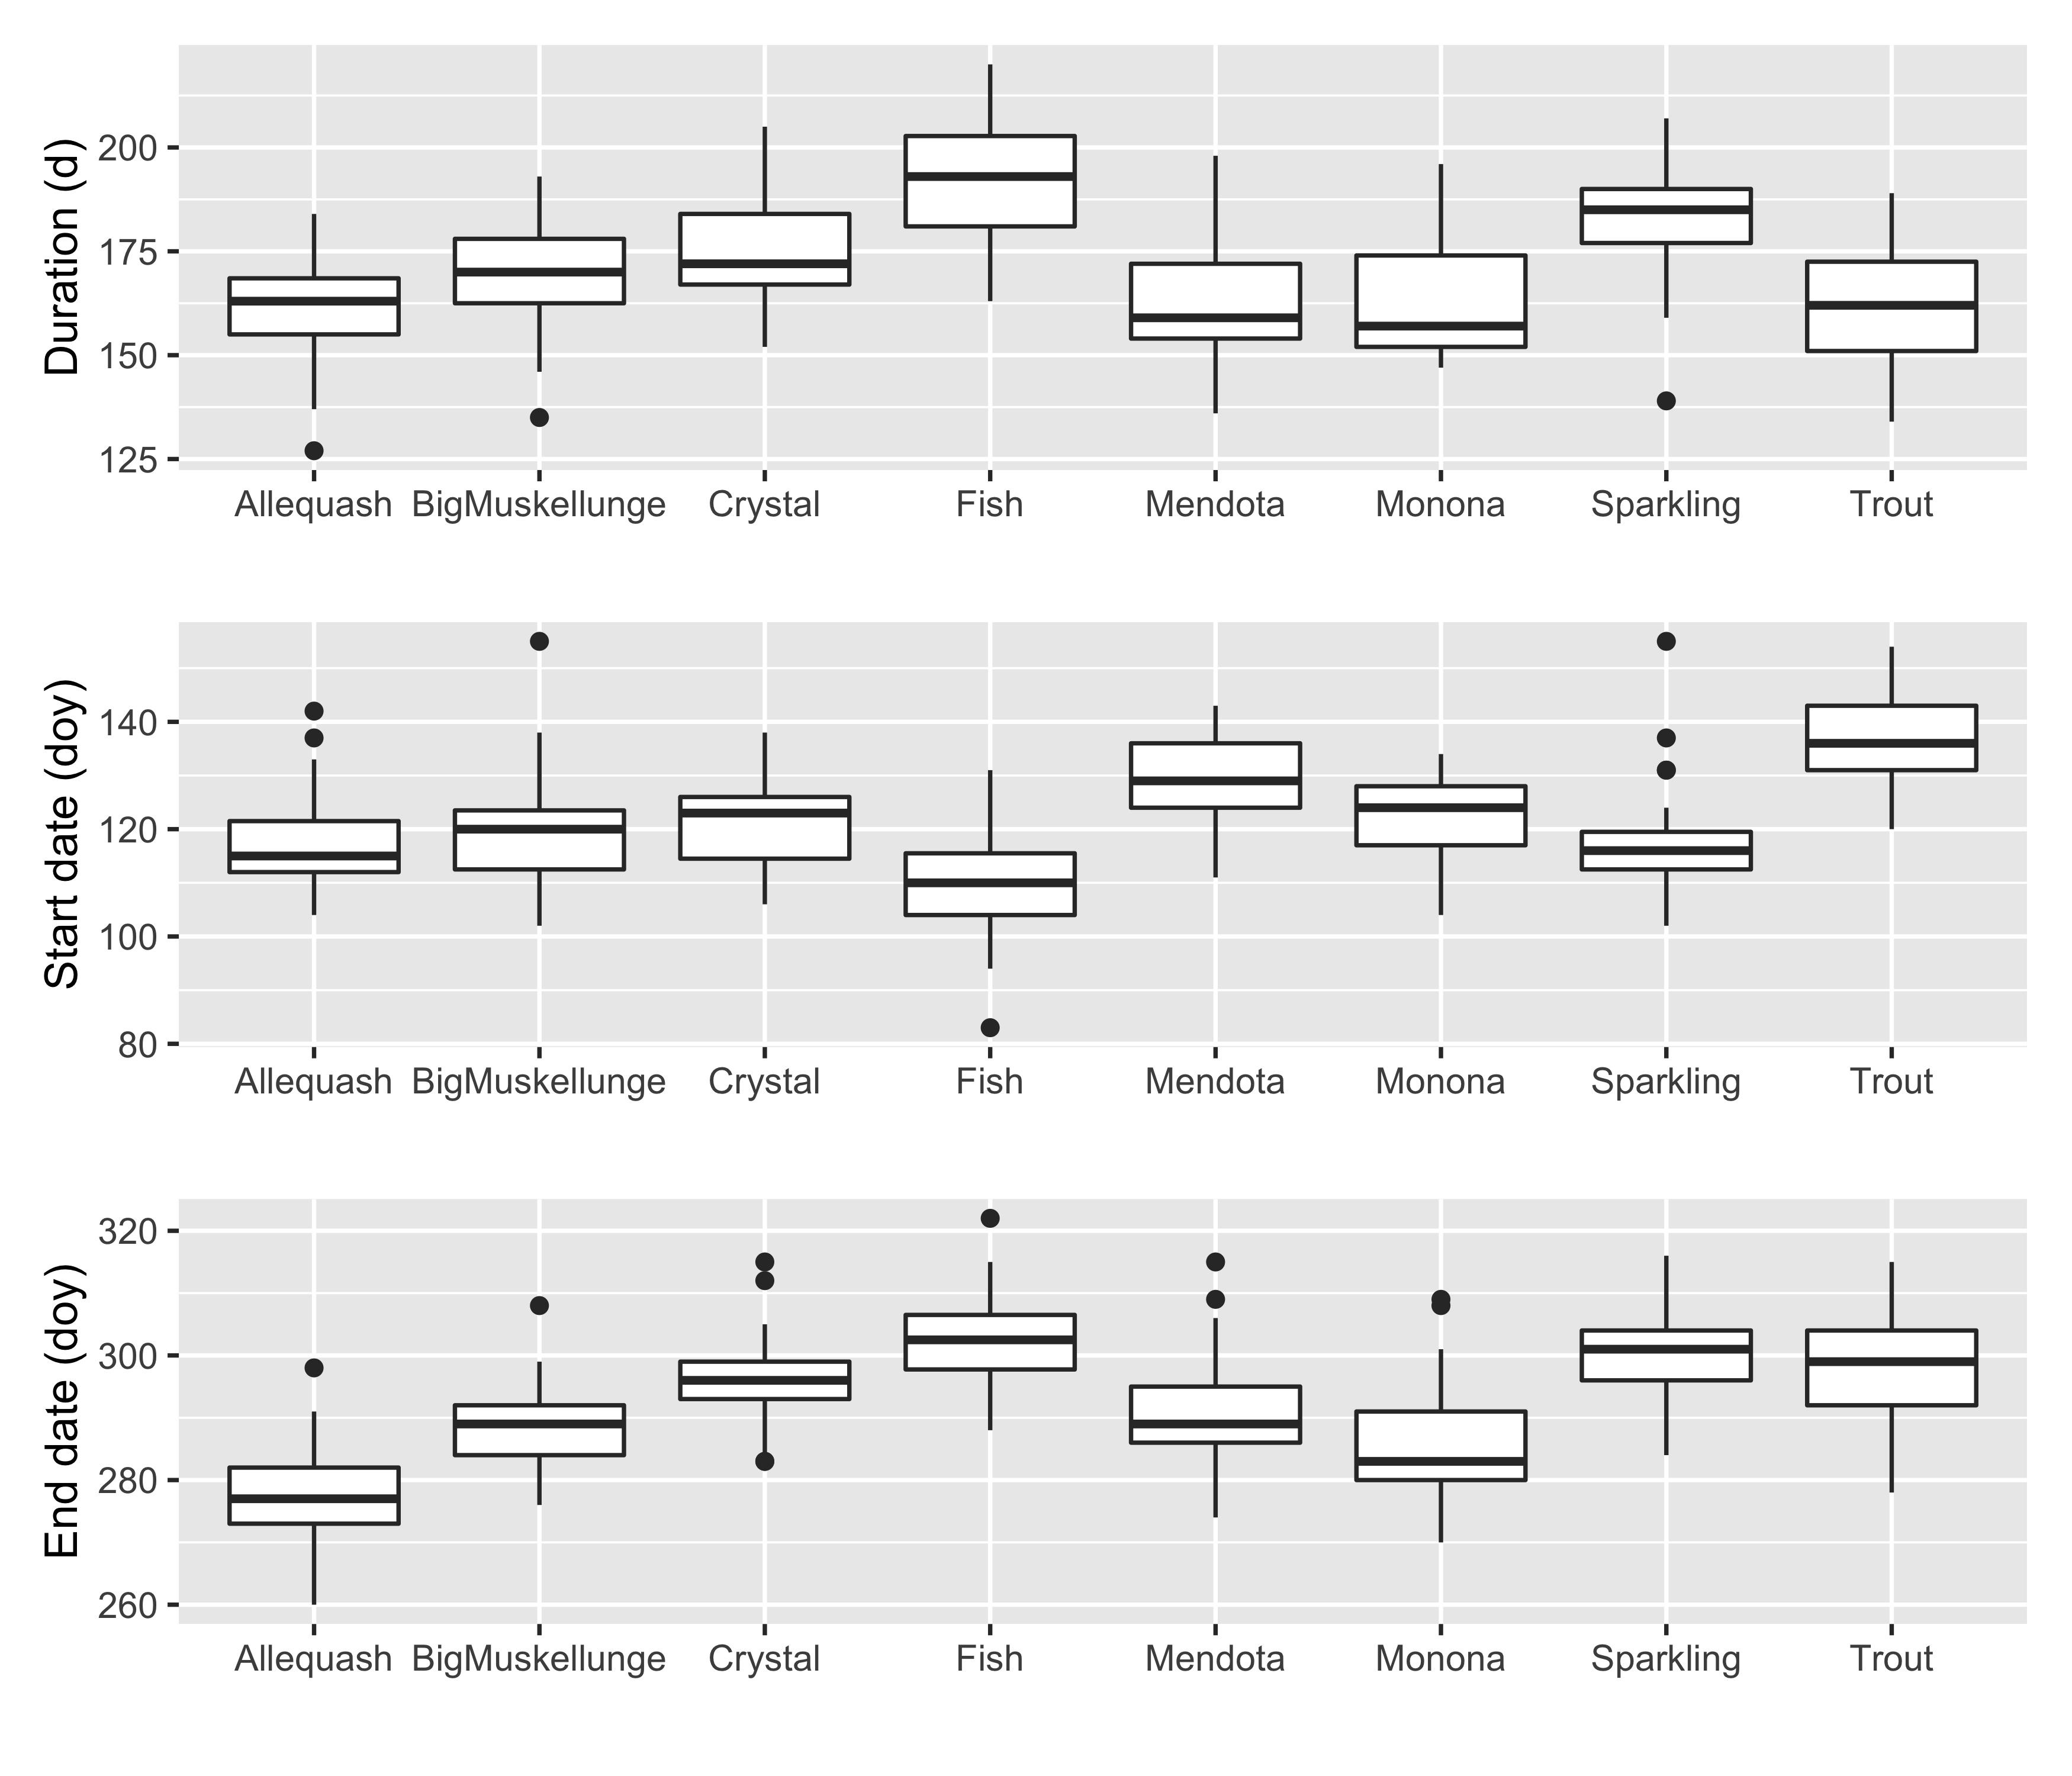 Duration (d)
200
175
150
125
Allequash BigMuskellunge Crystal Fish Mendota Monona Sparkling Trout
Start date (doy)
140
120
100
80
Allequash BigMuskellunge Crystal Fish Mendota Monona Sparkling Trout
End date (doy)
320
300
280
260
Allequash BigMuskellunge Crystal Fish Mendota Monona Sparkling Trout